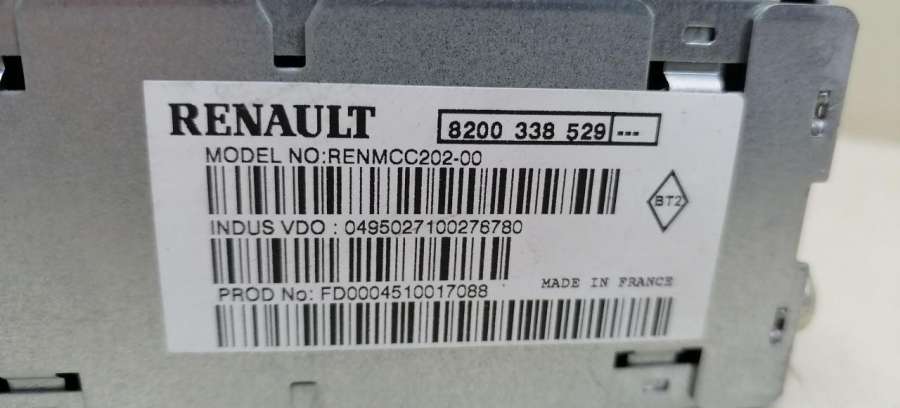 RENAULT
8200 338 529 ---
MODEL NO:RENMCC202-00
BT2
INDUS VDO : 0495027100276780
MADE IN FRANCE
PROD No: FD0004510017088